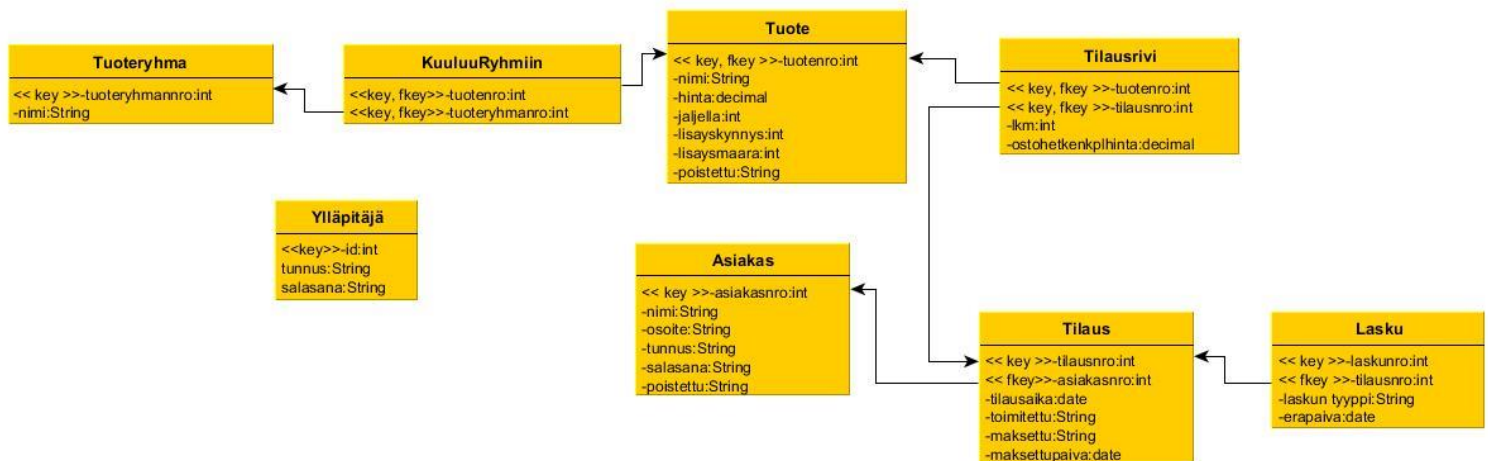 Tuoteryhma
<< key >>-tuoteryhmannro:int
-nimi:String
KuuluuRyhmiin
<<key, fkey>>-tuotenro:int
<<key, fkey>>-tuoteryhmanro:int
Tuote
<< key, fkey >>-tuotenro:int
-nimi:String
-hinta:decimal
-jaljella:int
-lisayskynnys:int
-lisaysmaara:int
-poistettu:String
Tilausrivi
<< key, fkey >>-tuotenro:int
<< key, fkey >>-tilausnro:int
-lkm:int
-ostohetkenkplhinta:decimal
Ylläpitäjä
<<key>>-id:int
tunnus:String
salasana:String
Asiakas
<< key >>-asiakasnro:int
-nimi:String
-osoite:String
-tunnus:String
-salasana:String
-poistettu:String
Tilaus
<< key >>-tilausnro:int
<< fkey>>-asiakasnro:int
-tilausaika:date
-toimitettu:String
-maksettu:String
-maksettupaiva:date
Lasku
<< key >>-laskunro:int
<< fkey >>-tilausnro:int
-laskun tyyppi:String
-erapaiva:date